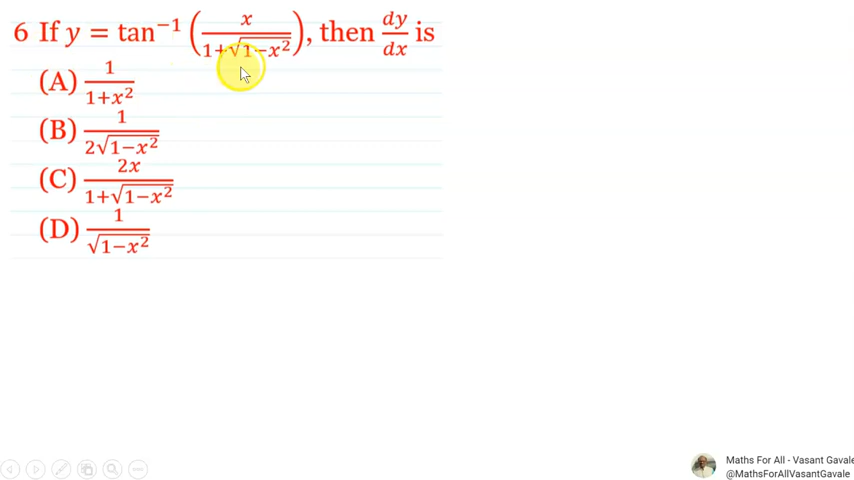 6 If y = tan⁻¹ (x / (1+√(1−x²))), then dy/dx is
(A) 1 / (1+x²)
(B) 1 / (2√(1−x²))
(C) 2x / (1+√(1−x²))
(D) 1 / √(1−x²)
Maths For All - Vasant Gavale
@MathsForAllVasantGavale